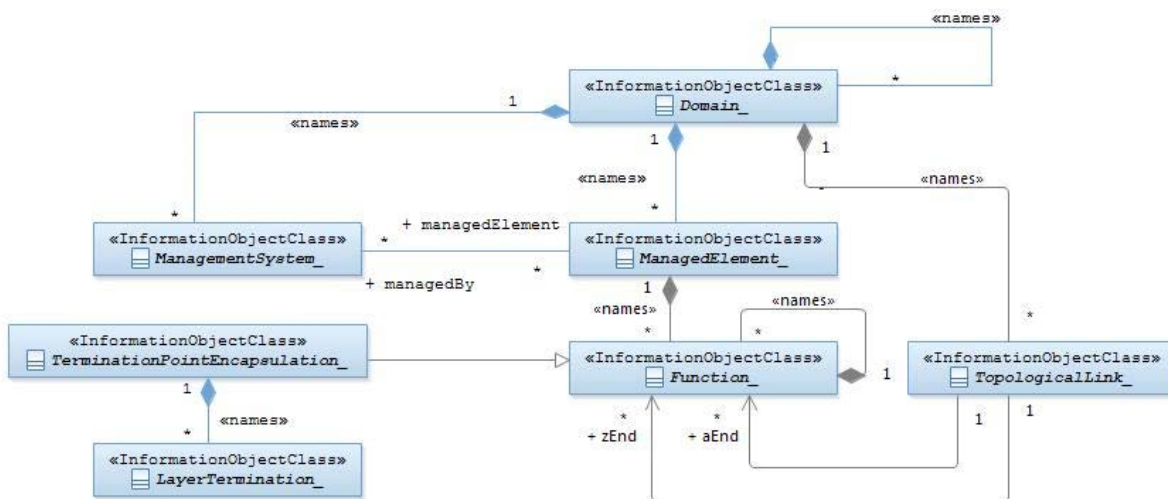 «names»
*
«InformationObjectClass»
Domain_
1
«names»
1
1
«names»
«names»
*
*
+ managedElement
«InformationObjectClass»
ManagementSystem_
*
*
+ managedBy
«InformationObjectClass»
ManagedElement_
1
«names»
«names»
*
*
*
«InformationObjectClass»
TerminationPointEncapsulation_
«InformationObjectClass»
Function_
1
«InformationObjectClass»
TopologicalLink_
1
«names»
*
*
+ zEnd
*
+ aEnd
1
1
«InformationObjectClass»
LayerTermination_